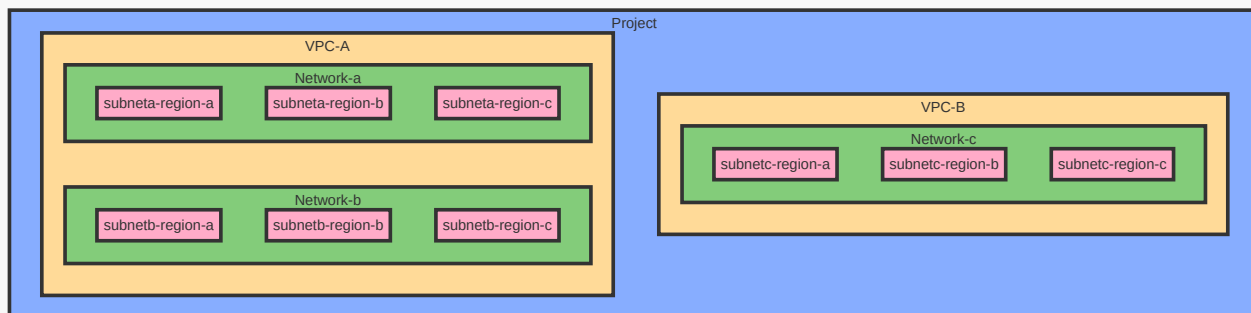 Project
VPC-A
Network-a
subneta-region-a subneta-region-b subneta-region-c
Network-b
subnetb-region-a subnetb-region-b subnetb-region-c
VPC-B
Network-c
subnetc-region-a subnetc-region-b subnetc-region-c